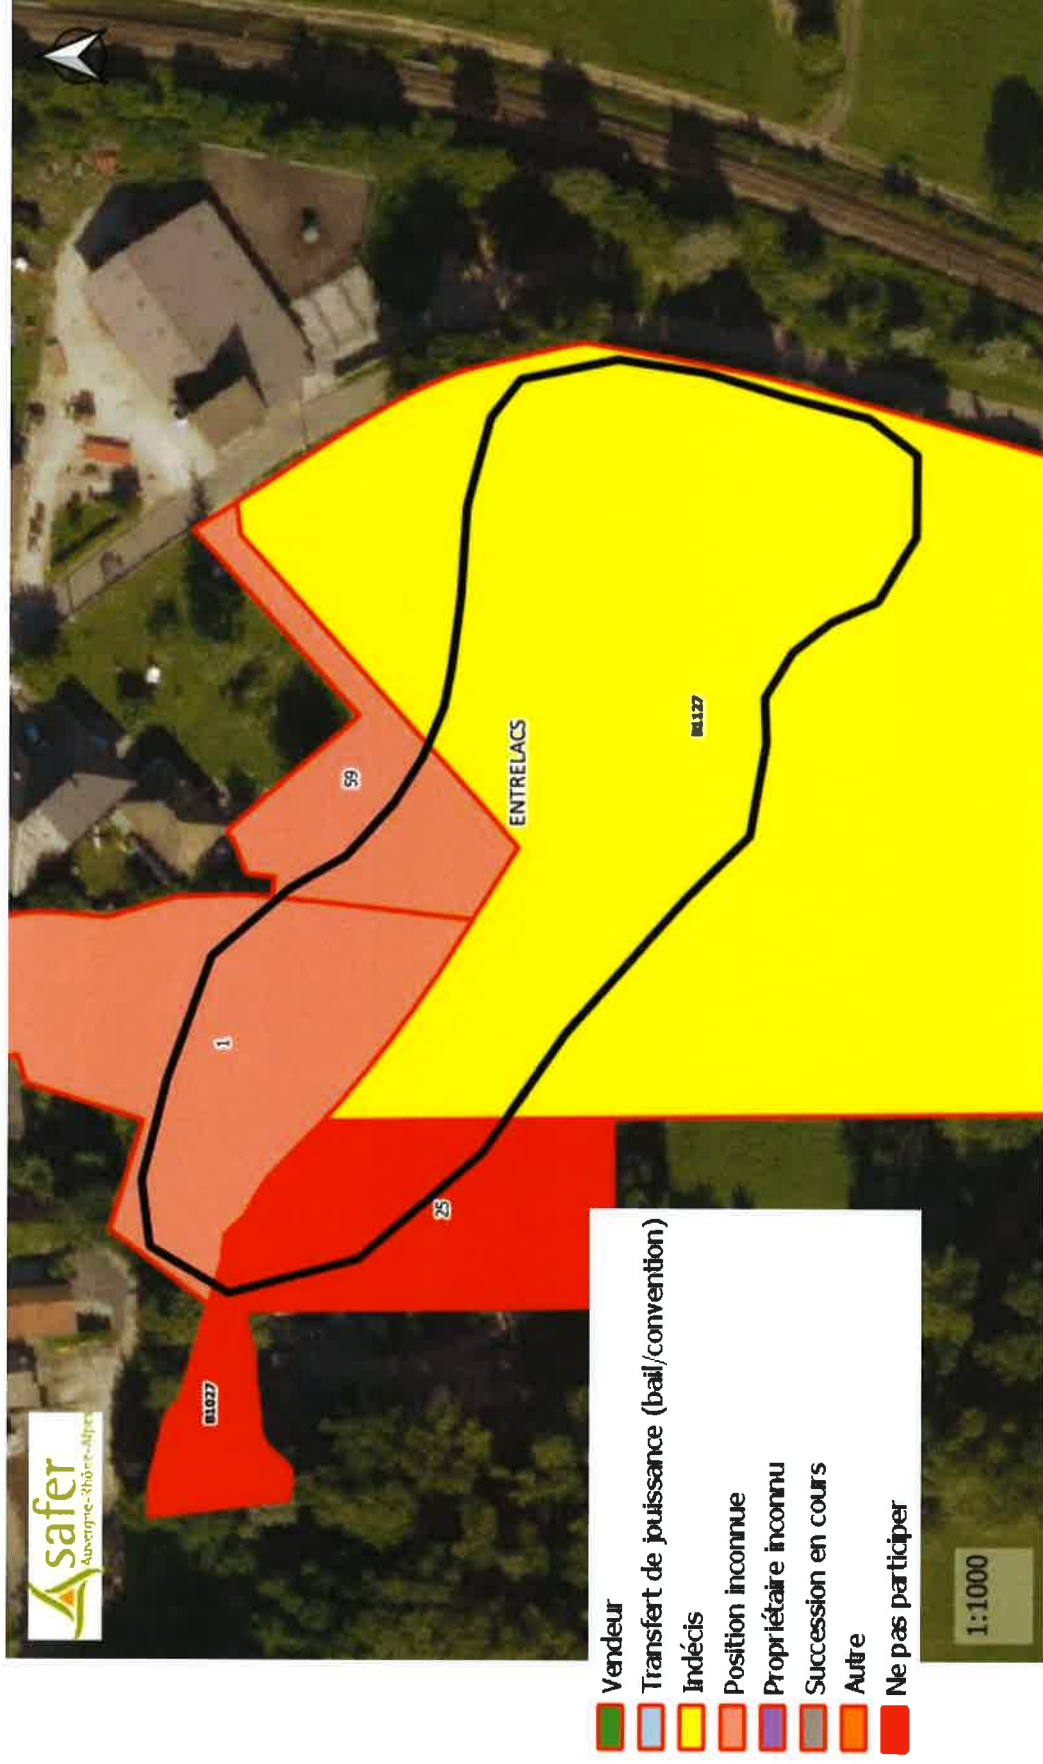 safer
Auvergne-Rhône-Alpes
B1027
25
1
59
ENTRELACS
B1127
Vendeur
Transfert de jouissance (bail/convention)
Indécis
Position inconnue
Propriétaire inconnu
Succession en cours
Autre
Ne pas participer
1:1000